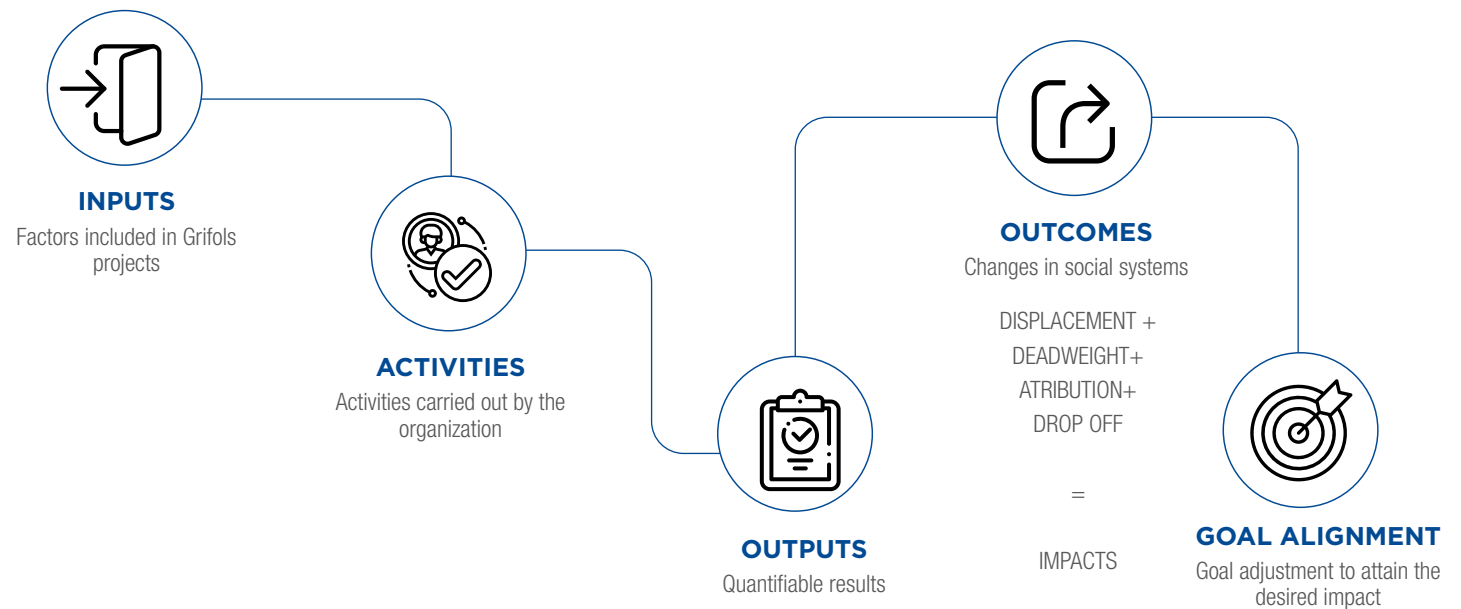 INPUTS
Factors included in Grifols
projects
ACTIVITIES
Activities carried out by the
organization
OUTPUTS
Quantifiable results
OUTCOMES
Changes in social systems
DISPLACEMENT +
DEADWEIGHT+
ATRIBUTION+
DROP OFF
=
IMPACTS
GOAL ALIGNMENT
Goal adjustment to attain the
desired impact